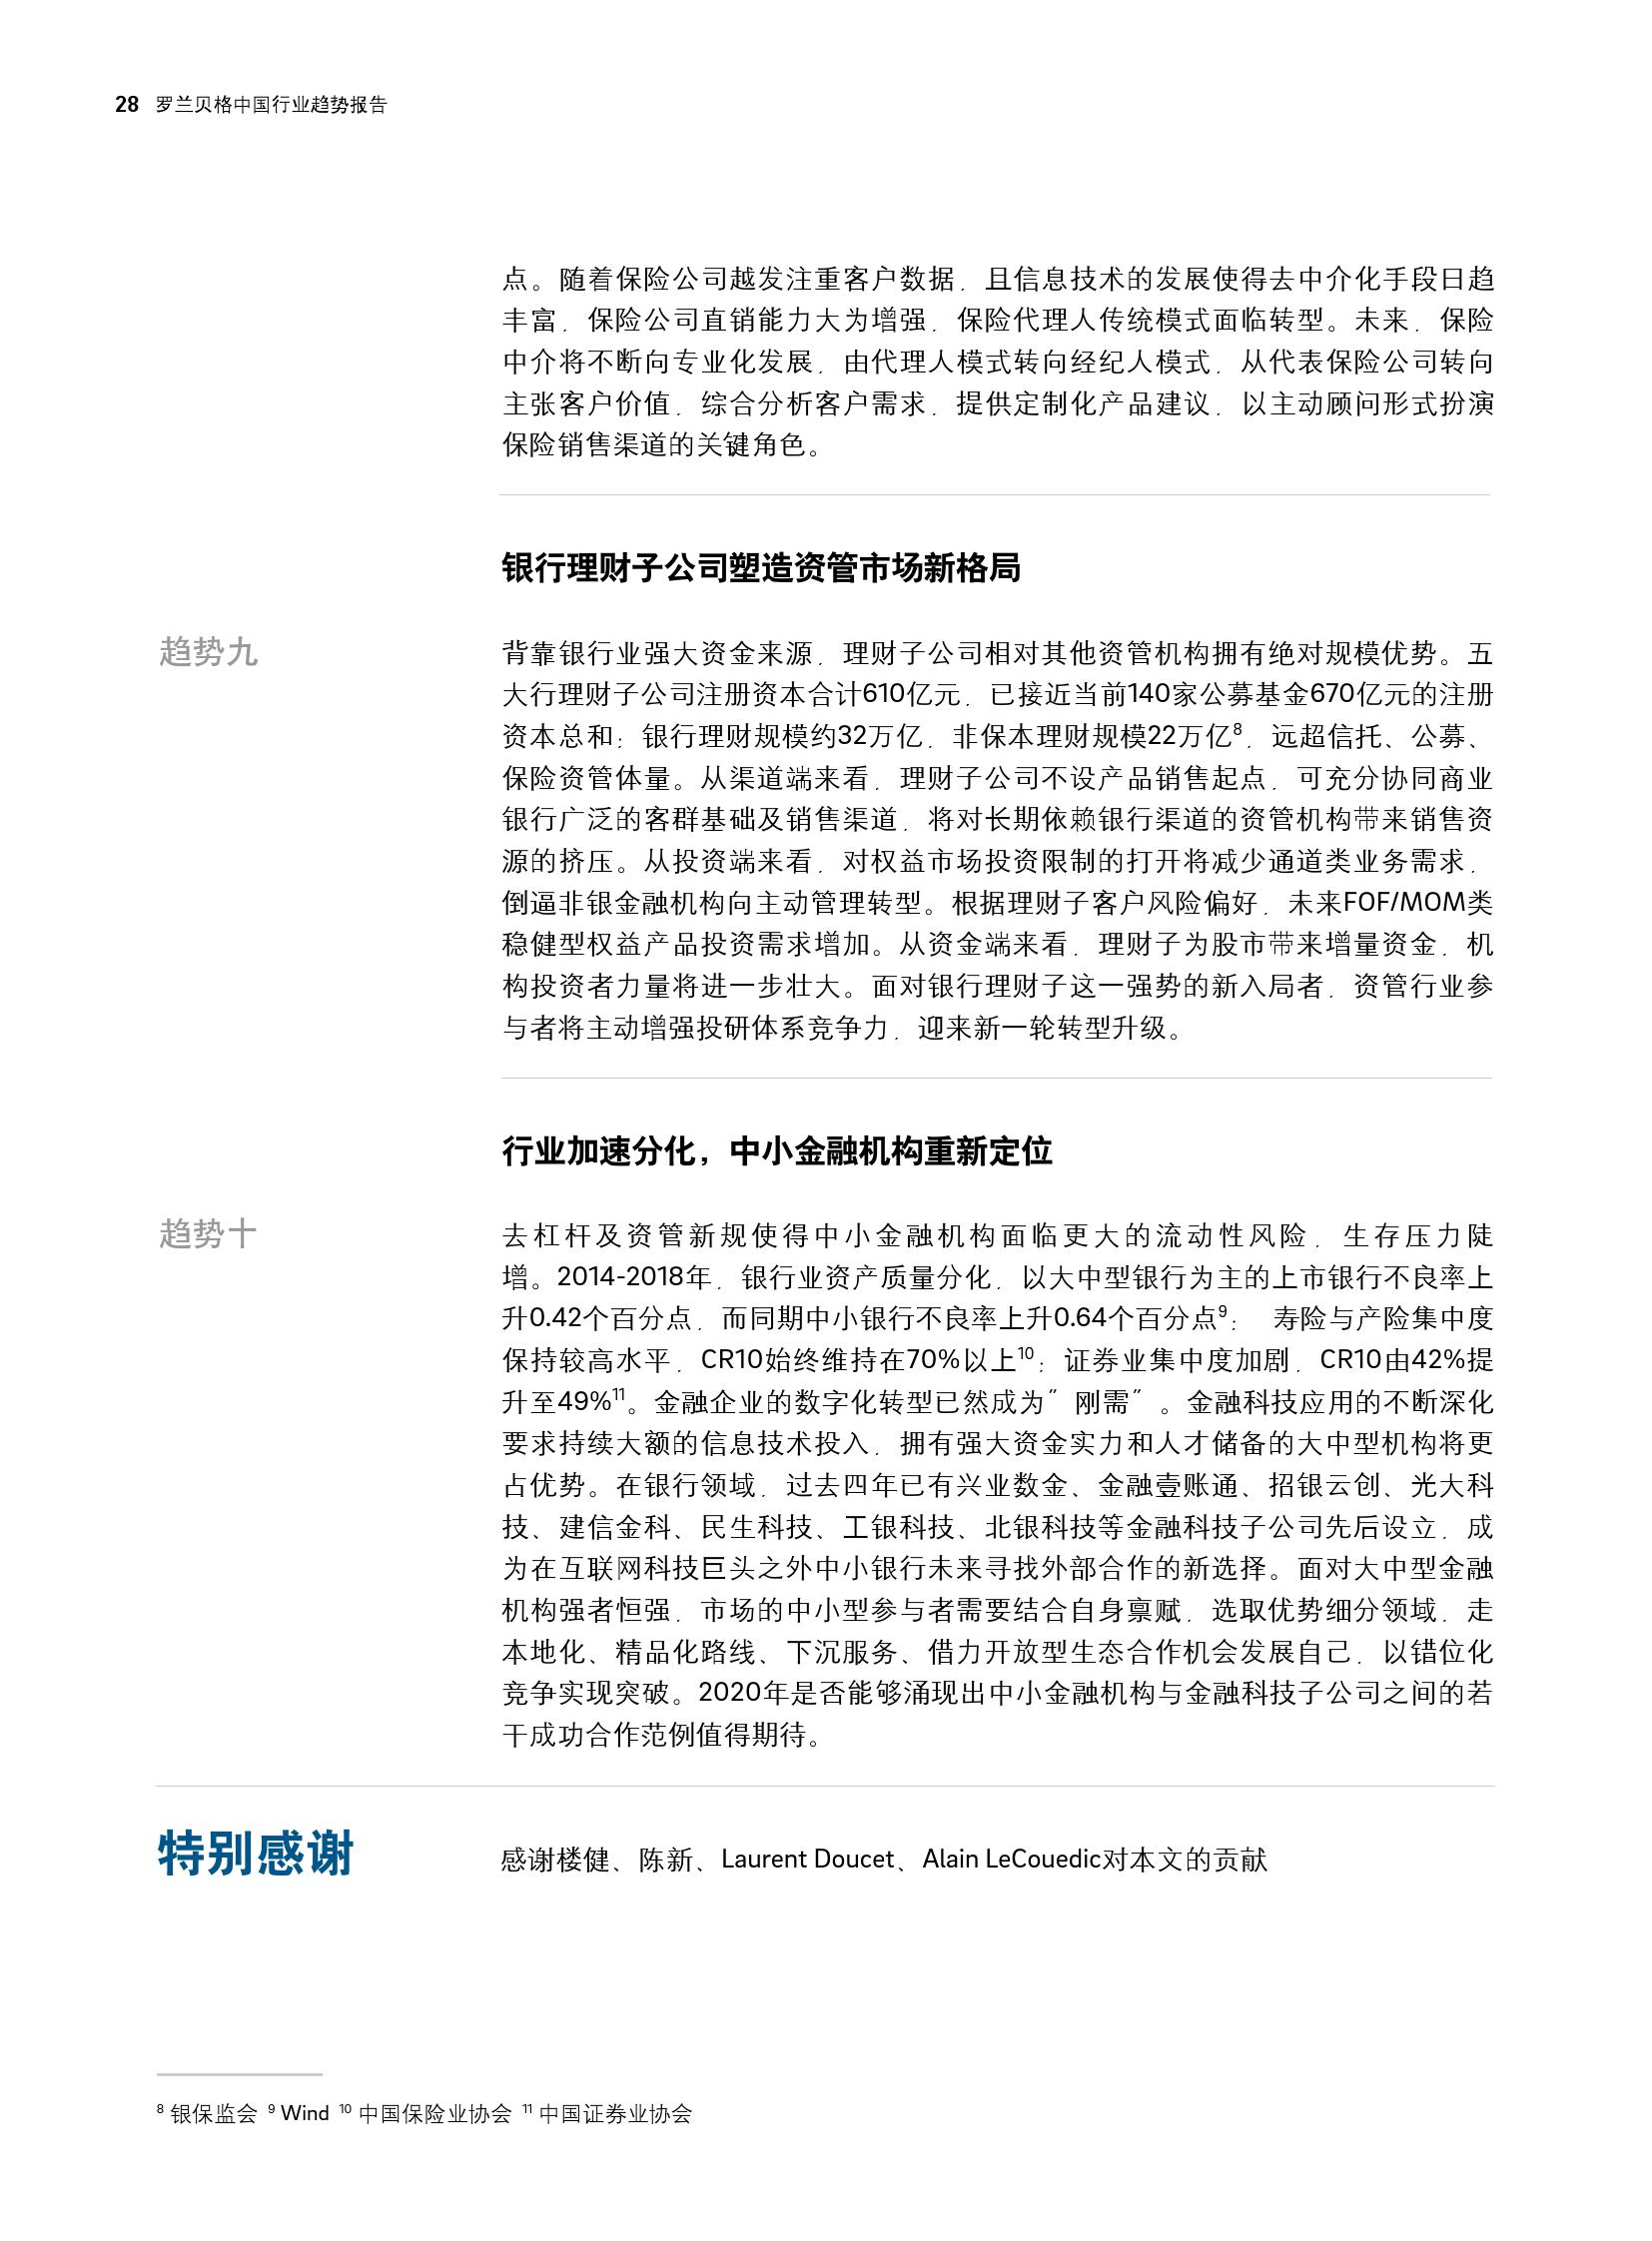 28 罗兰贝格中国行业趋势报告
点。随着保险公司越发注重客户数据，且信息技术的发展使得去中介化手段日趋
丰富，保险公司直销能力大为增强，保险代理人传统模式面临转型。未来，保险
中介将不断向专业化发展，由代理人模式转向经纪人模式，从代表保险公司转向
主张客户价值，综合分析客户需求，提供定制化产品建议，以主动顾问形式扮演
保险销售渠道的关键角色。
银行理财子公司塑造资管市场新格局
趋势九
背靠银行业强大资金来源，理财子公司相对其他资管机构拥有绝对规模优势。五
大行理财子公司注册资本合计610亿元，已接近当前140家公募基金670亿元的注册
资本总和；银行理财规模约32万亿，非保本理财规模22万亿⁸，远超信托、公募、
保险资管体量。从渠道端来看，理财子公司不设产品销售起点，可充分协同商业
银行广泛的客群基础及销售渠道，将对长期依赖银行渠道的资管机构带来销售资
源的挤压。从投资端来看，对权益市场投资限制的打开将减少通道类业务需求，
倒逼非银金融机构向主动管理转型。根据理财子客户风险偏好，未来FOF/MOM类
稳健型权益产品投资需求增加。从资金端来看，理财子为股市带来增量资金，机
构投资者力量将进一步壮大。面对银行理财子这一强势的新入局者，资管行业参
与者将主动增强投研体系竞争力，迎来新一轮转型升级。
行业加速分化，中小金融机构重新定位
趋势十
去杠杆及资管新规使得中小金融机构面临更大的流动性风险，生存压力陡
增。2014-2018年，银行业资产质量分化，以大中型银行为主的上市银行不良率上
升0.42个百分点，而同期中小银行不良率上升0.64个百分点⁹； 寿险与产险集中度
保持较高水平，CR10始终维持在70%以上¹⁰；证券业集中度加剧，CR10由42%提
升至49%¹¹。金融企业的数字化转型已然成为”刚需”。金融科技应用的不断深化
要求持续大额的信息技术投入，拥有强大资金实力和人才储备的大中型机构将更
占优势。在银行领域，过去四年已有兴业数金、金融壹账通、招银云创、光大科
技、建信金科、民生科技、工银科技、北银科技等金融科技子公司先后设立，成
为在互联网科技巨头之外中小银行未来寻找外部合作的新选择。面对大中型金融
机构强者恒强，市场的中小型参与者需要结合自身禀赋，选取优势细分领域，走
本地化、精品化路线、下沉服务、借力开放型生态合作机会发展自己，以错位化
竞争实现突破。2020年是否能够涌现出中小金融机构与金融科技子公司之间的若
干成功合作范例值得期待。
特别感谢
感谢楼健、陈新、Laurent Doucet、Alain LeCouedic对本文的贡献
⁸ 银保监会 ⁹ Wind ¹⁰ 中国保险业协会 ¹¹ 中国证券业协会